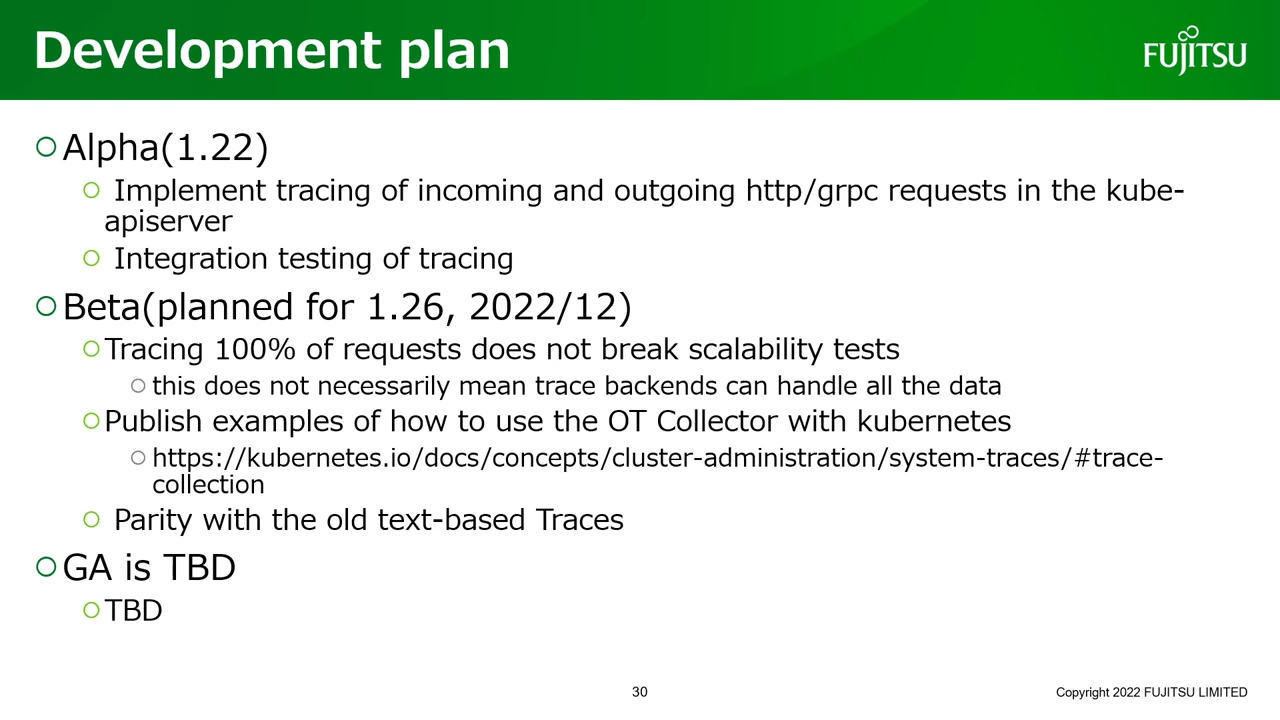 Development plan
FUJITSU
Alpha(1.22)
Implement tracing of incoming and outgoing http/grpc requests in the kube-
apiserver
Integration testing of tracing
Beta(planned for 1.26, 2022/12)
Tracing 100% of requests does not break scalability tests
this does not necessarily mean trace backends can handle all the data
Publish examples of how to use the OT Collector with kubernetes
https://kubernetes.io/docs/concepts/cluster-administration/system-traces/#trace-
collection
Parity with the old text-based Traces
GA is TBD
TBD
30
Copyright 2022 FUJITSU LIMITED